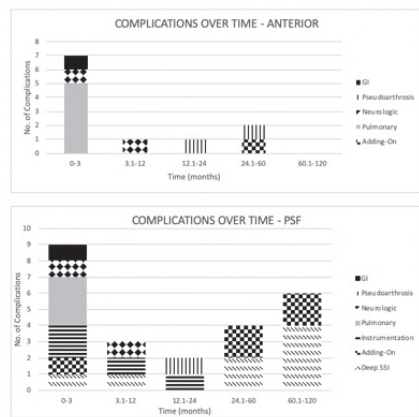 COMPLICATIONS OVER TIME - ANTERIOR
No. of Complications
8
7
6
5
4
3
2
1
0
0-3
3.1-12
12.1-24
24.1-60
60.1-120
Time (months)
GI
Pseudoarthrosis
Neurologic
Pulmonary
Adding-On
COMPLICATIONS OVER TIME - PSF
No. of Complications
10
9
8
7
6
5
4
3
2
1
0
0-3
3.1-12
12.1-24
24.1-60
60.1-120
Time (months)
GI
Pseudoarthrosis
Neurologic
Pulmonary
Instrumentation
Adding-On
Deep SSI